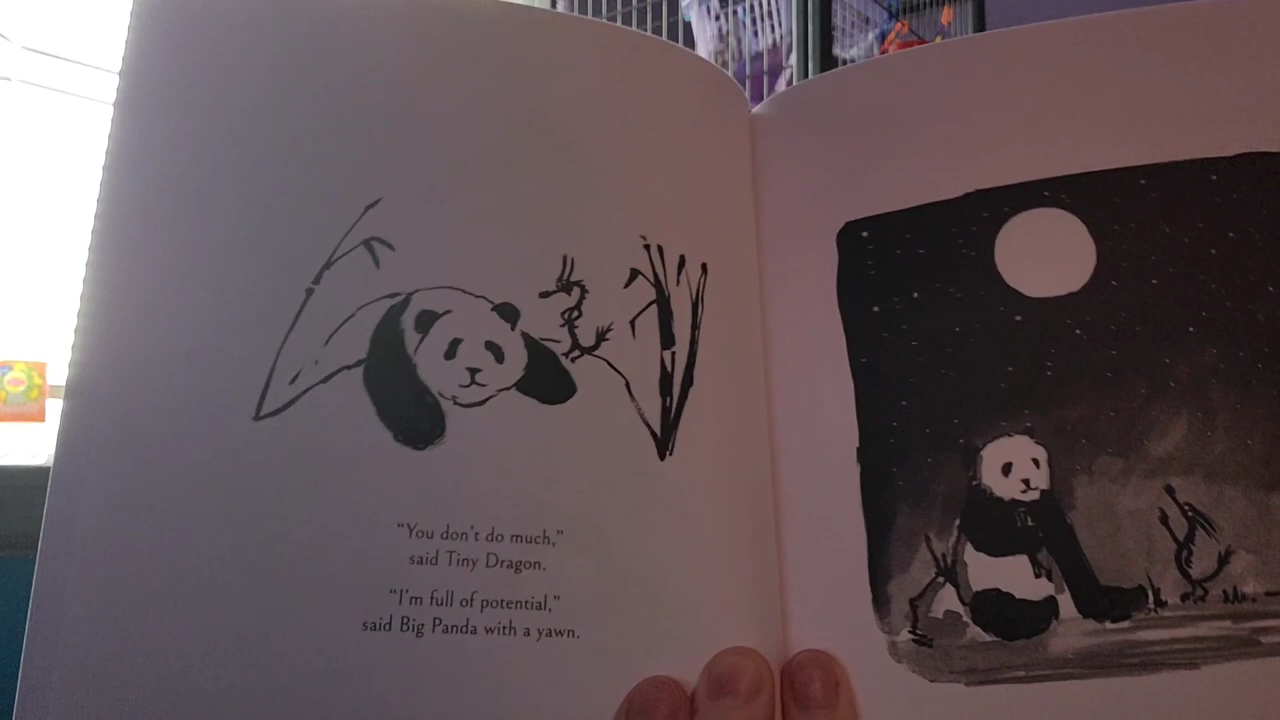 “You don't do much,”
said Tiny Dragon.
“I'm full of potential,”
said Big Panda with a yawn.